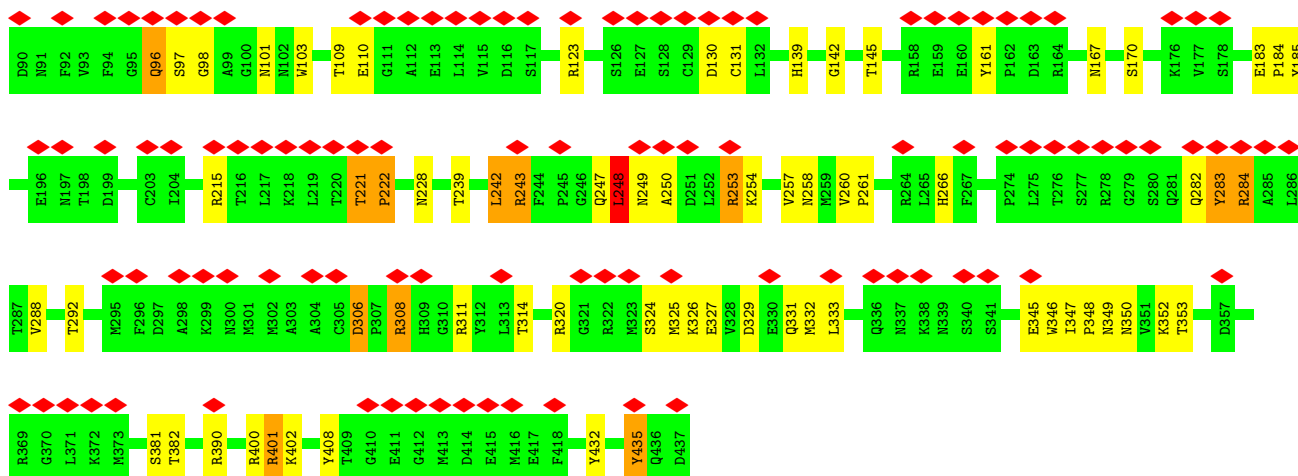 D90 N91 F92 V93 F94 G95 Q96 S97 G98 A99 G100 N101 N102 W103 T109 E110 G111 A112 E113 L114 V115 D116 S117 R123 S126 E127 S128 C129 D130 C131 L132 H139 G142 T145 R158 E159 E160 Y161 P162 D163 R164 N167 S170 K176 V177 S178 E183 P184 Y185
E196 N197 T198 D199 C203 I204 R215 T216 L217 K218 L219 T220 T221 P222 N228 T239 L242 R243 F244 P245 G246 Q247 L248 N249 A250 D251 L252 R253 K254 V257 N258 M259 V260 P261 R264 L265 H266 F267 P274 L275 T276 S277 R278 G279 S280 Q281 Q282 Y283 R284 A285 L286
T287 V288 T292 M295 F296 D297 A298 K299 N300 M301 M302 A303 A304 C305 D306 P307 R308 H309 G310 R311 Y312 L313 T314 R320 G321 R322 M323 S324 M325 K326 E327 V328 D329 E330 Q331 M332 L333 Q336 N337 K338 N339 S340 S341 E345 W346 I347 P348 N349 N350 V351 K352 T353 D357
R369 G370 L371 K372 M373 S381 T382 R390 R400 R401 K402 Y408 T409 G410 E411 G412 M413 D414 E415 M416 E417 F418 Y432 Y435 Q436 D437